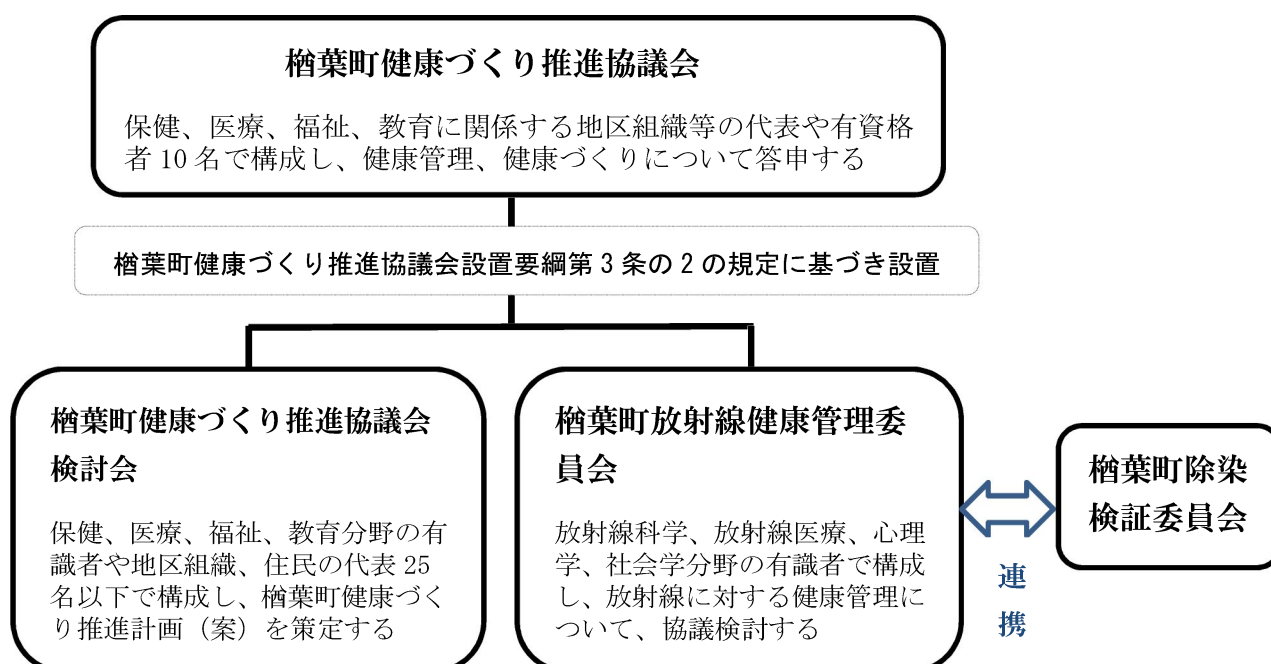 楢葉町健康づくり推進協議会
保健、医療、福祉、教育に関係する地区組織等の代表や有資格
者 10 名で構成し、健康管理、健康づくりについて答申する
楢葉町健康づくり推進協議会設置要綱第 3 条の 2 の規定に基づき設置
楢葉町健康づくり推進協議会
検討会
保健、医療、福祉、教育分野の有
識者や地区組織、住民の代表 25
名以下で構成し、楢葉町健康づく
り推進計画（案）を策定する
楢葉町放射線健康管理委
員会
放射線科学、放射線医療、心理
学、社会学分野の有識者で構成
し、放射線に対する健康管理に
ついて、協議検討する
連
携
楢葉町除染
検証委員会